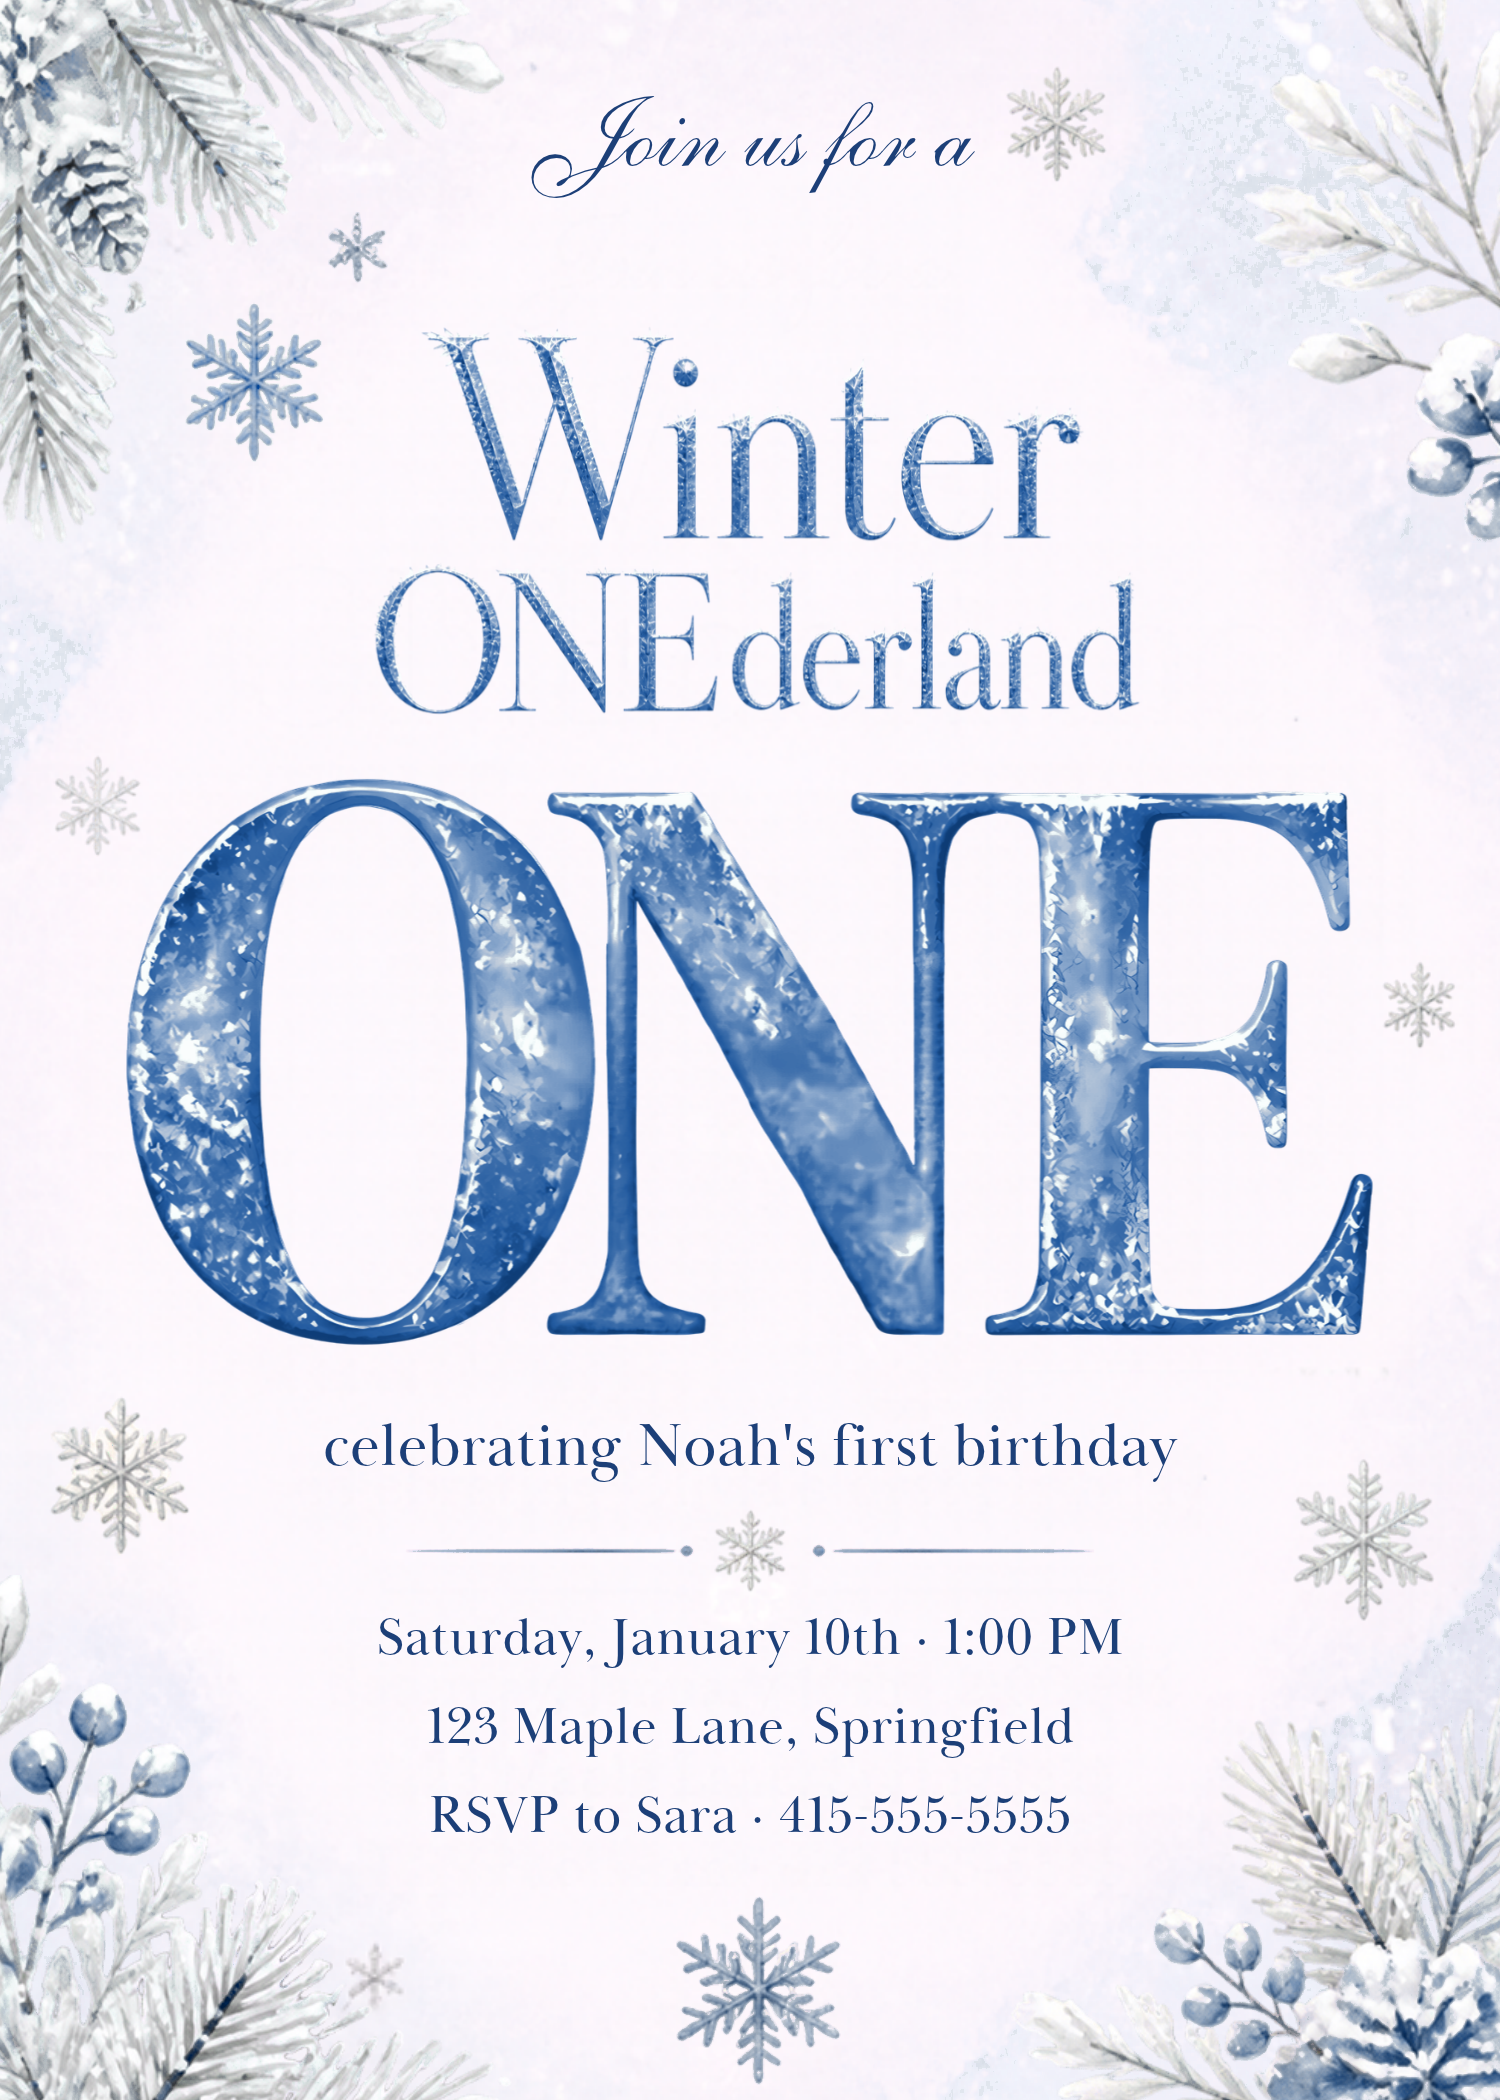 Join us for a
Winter
ONEderland
ONE
celebrating Noah's first birthday
Saturday, January 10th · 1:00 PM
123 Maple Lane, Springfield
RSVP to Sara · 415-555-5555